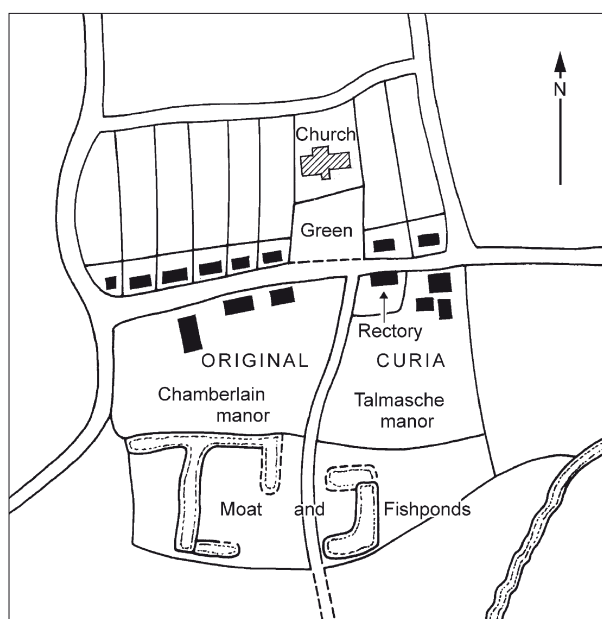 N
Church
Green
Rectory
ORIGINAL CURIA
Chamberlain
manor
Talmasche
manor
Moat and Fishponds